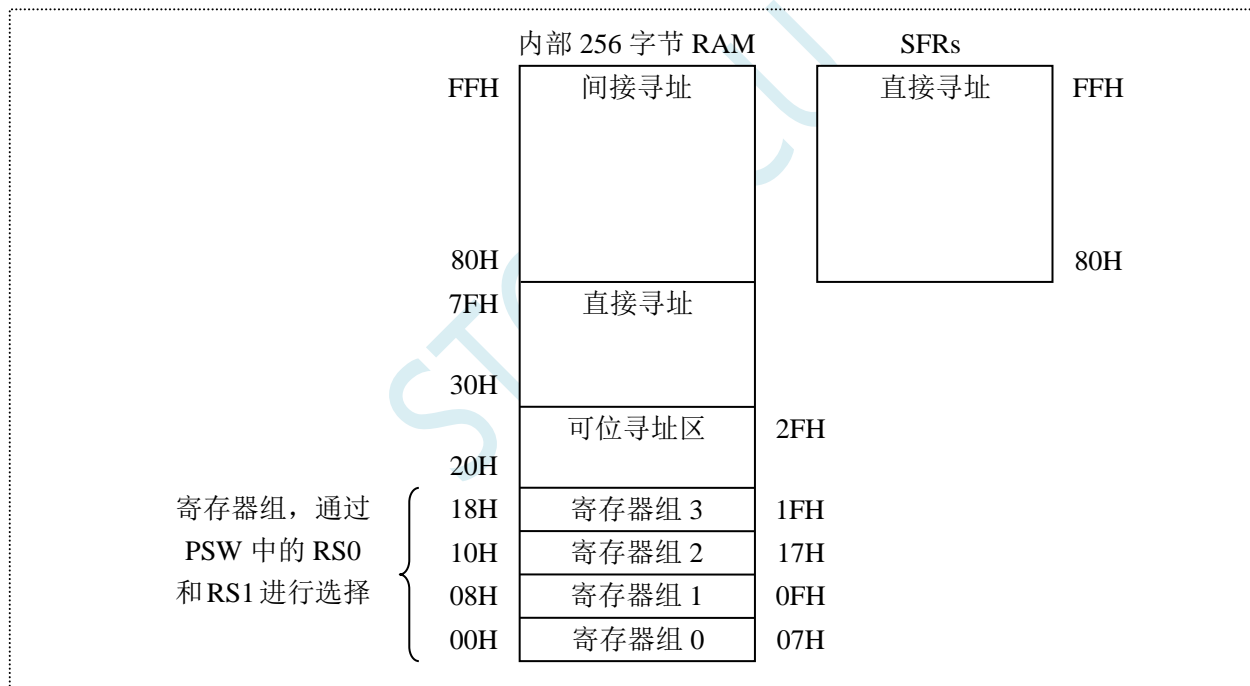 内部 256 字节 RAM SFRs
FFH 间接寻址 直接寻址 FFH
80H 80H
7FH 直接寻址
30H
可位寻址区 2FH
20H
寄存器组，通过 18H 寄存器组 3 1FH
PSW 中的 RS0 10H 寄存器组 2 17H
和RS1进行选择 08H 寄存器组 1 0FH
00H 寄存器组 0 07H